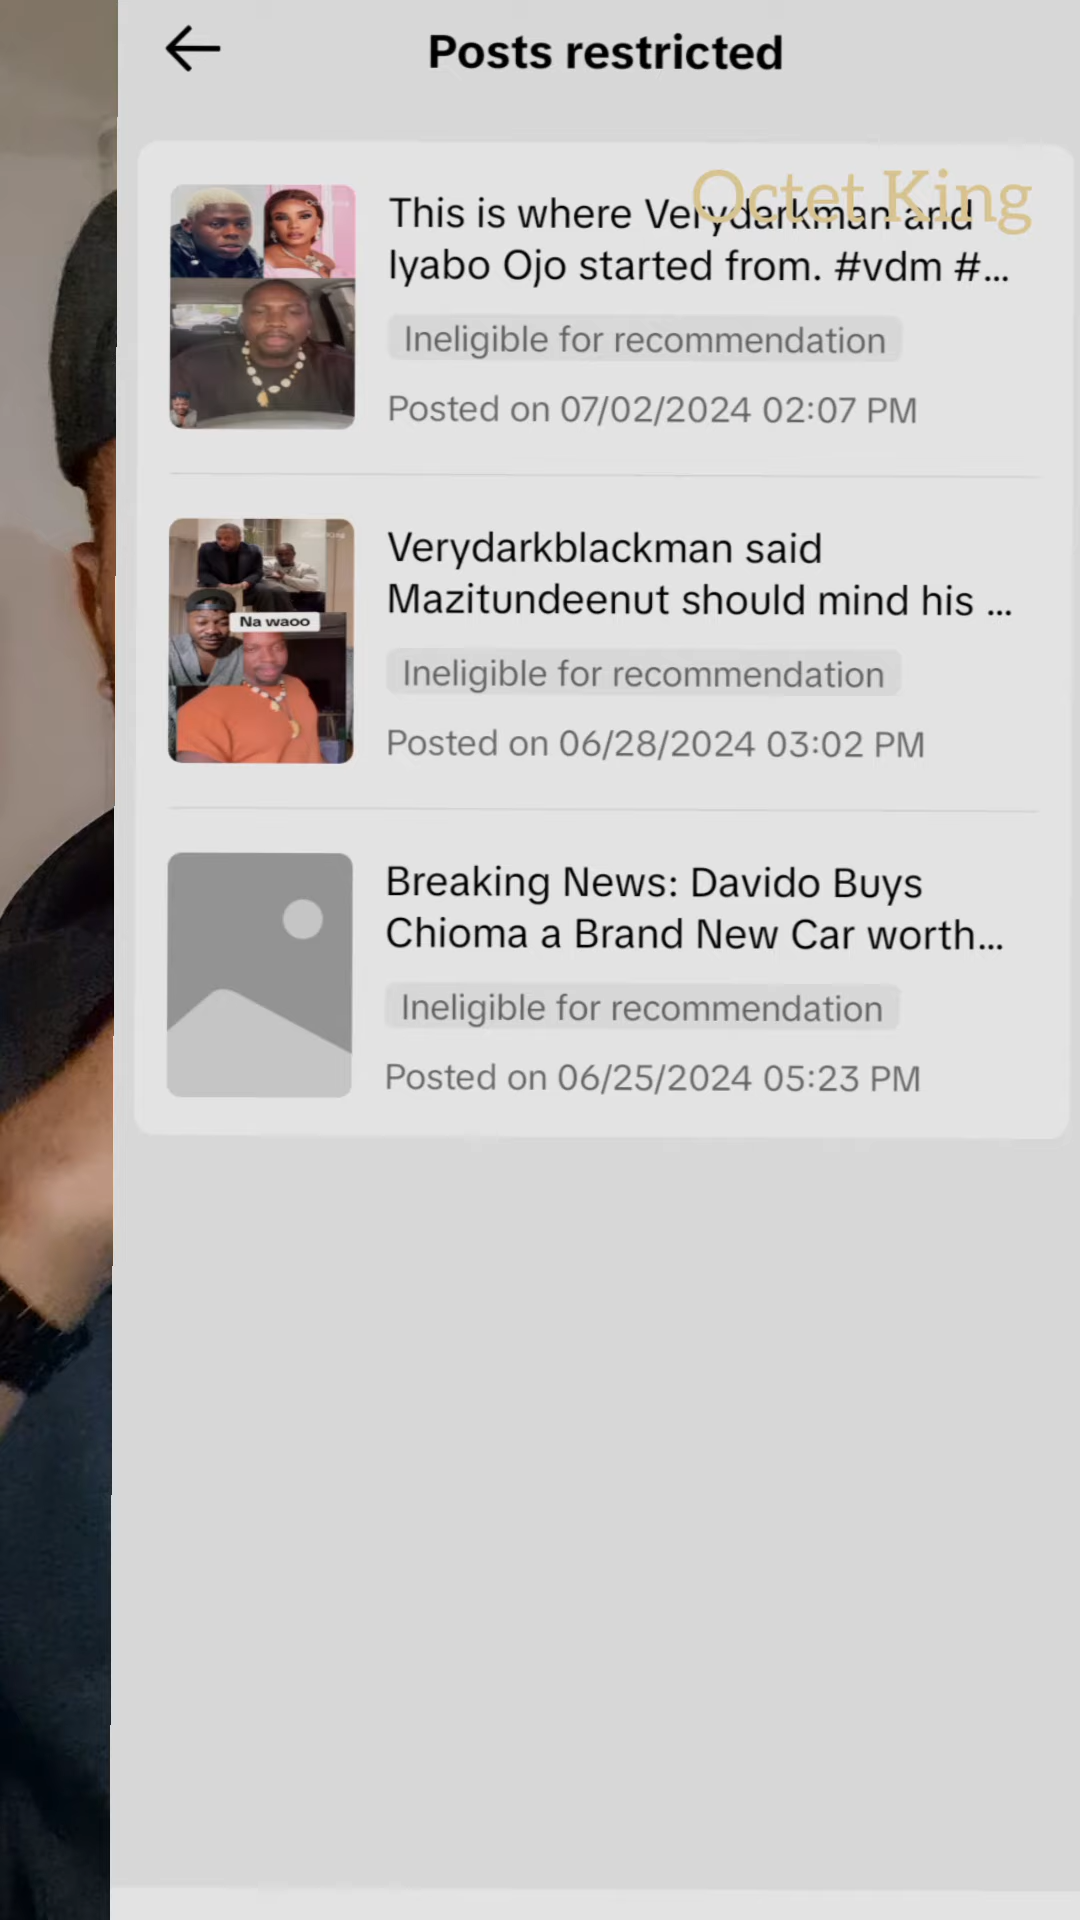 Posts restricted
Octet King
This is where Verydarkman and
Iyabo Ojo started from. #vdm #...
Ineligible for recommendation
Posted on 07/02/2024 02:07 PM
Na waoo
Verydarkblackman said
Mazitundeenut should mind his ...
Ineligible for recommendation
Posted on 06/28/2024 03:02 PM
Breaking News: Davido Buys
Chioma a Brand New Car worth...
Ineligible for recommendation
Posted on 06/25/2024 05:23 PM